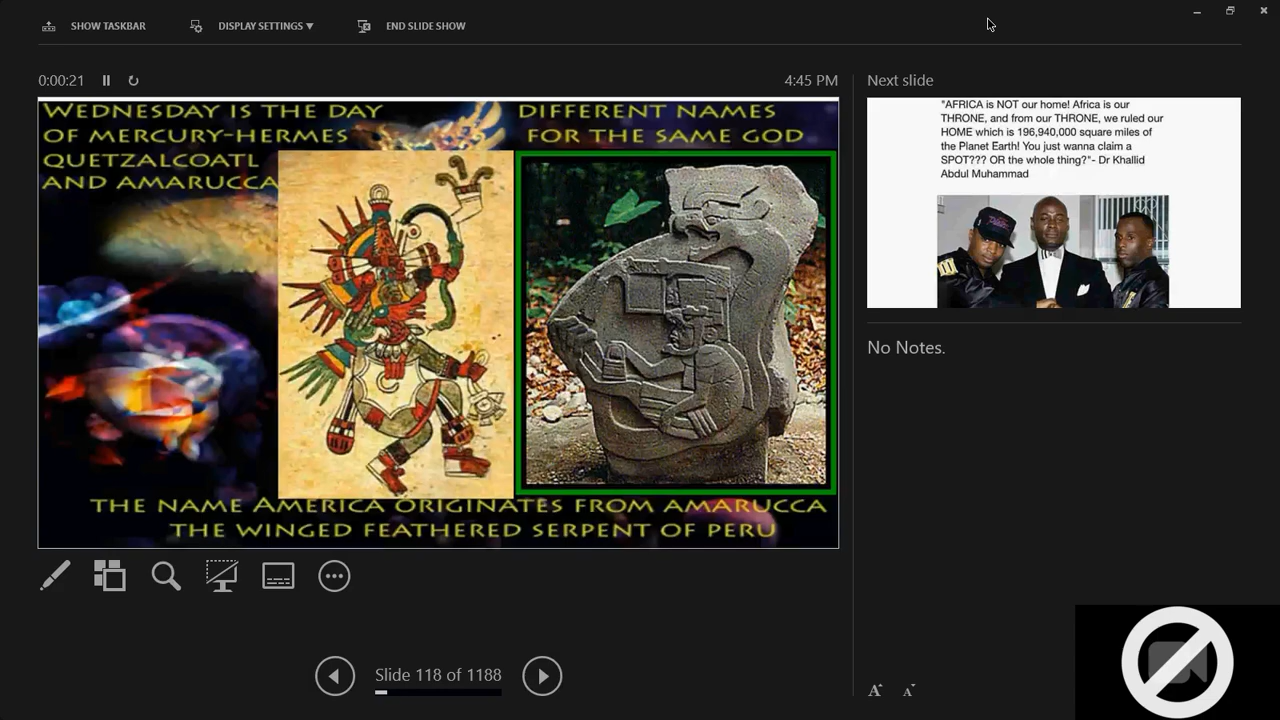 SHOW TASKBAR
DISPLAY SETTINGS ▼
END SLIDE SHOW
0:00:21
4:45 PM
WEDNESDAY IS THE DAY
OF MERCURY-HERMES
QUETZALCOATL
AND AMARUCCA
DIFFERENT NAMES
FOR THE SAME GOD
THE NAME AMERICA ORIGINATES FROM AMARUCCA
THE WINGED FEATHERED SERPENT OF PERU
Slide 118 of 1188
Next slide
"AFRICA is NOT our home! Africa is our
THRONE, and from our THRONE, we ruled our
HOME which is 196,940,000 square miles of
the Planet Earth! You just wanna claim a
SPOT??? OR the whole thing?"- Dr Khallid
Abdul Muhammad
No Notes.
A A